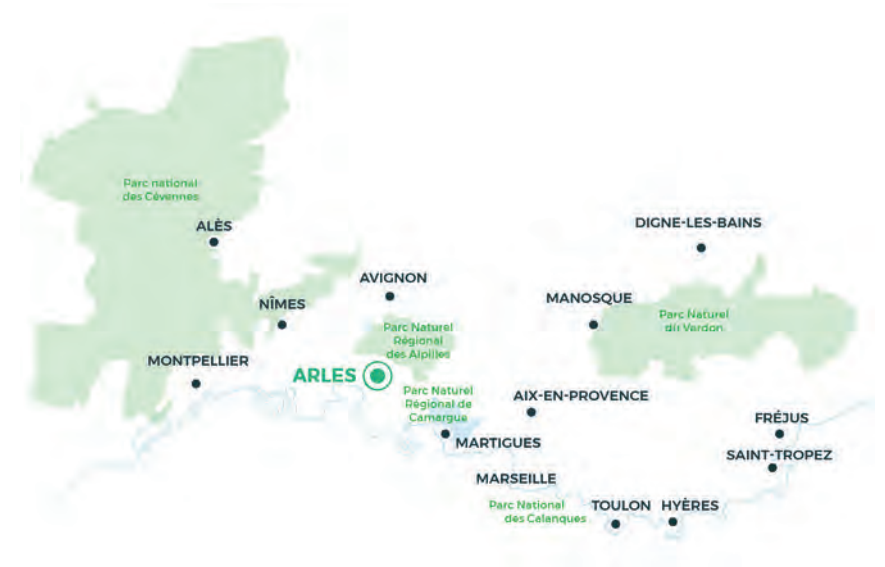 Parc national
des Cévennes
ALÈS
DIGNE-LES-BAINS
AVIGNON
NÎMES
MANOSQUE
Parc Naturel
Régional
des Alpilles
Parc Naturel
du Verdon
MONTPELLIER
ARLES
Parc Naturel
Régional de
Camargue
AIX-EN-PROVENCE
FRÉJUS
MARTIGUES
SAINT-TROPEZ
MARSEILLE
Parc National
des Calanques
TOULON
HYÈRES